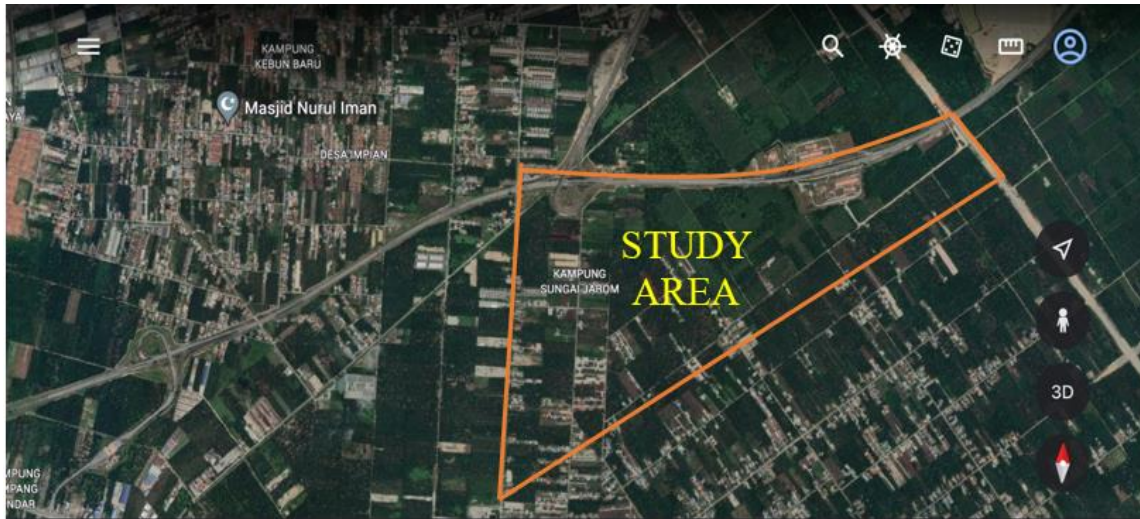 KAMPUNG
KEBUN BARU
Masjid Nurul Iman
DESA IMPIAN
STUDY
AREA
KAMPUNG
SUNGAI JAROM
3D